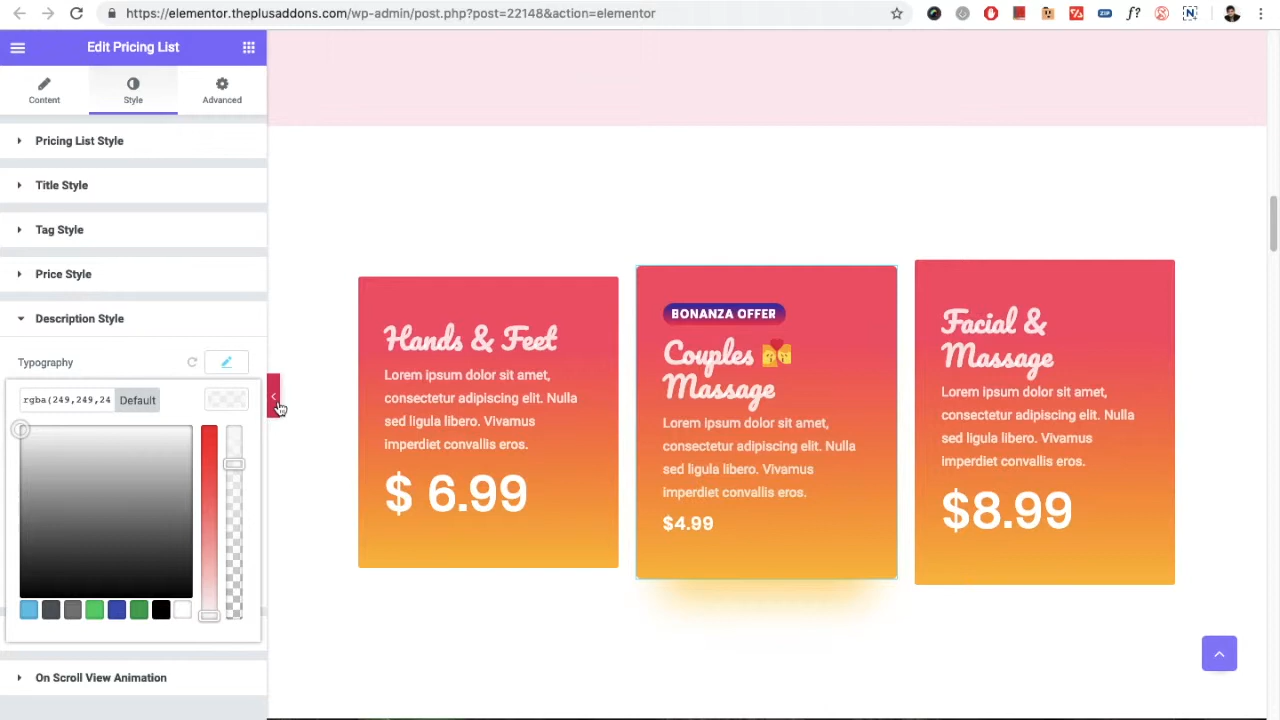 https://elementor.theplusaddons.com/wp-admin/post.php?post=22148&action=elementor
ZIP
f?
N
Edit Pricing List
Content
Style
Advanced
Pricing List Style
Title Style
Tag Style
Price Style
Description Style
Typography
rgba(249,249,24
Default
On Scroll View Animation
Hands & Feet
Lorem ipsum dolor sit amet,
consectetur adipiscing elit. Nulla
sed ligula libero. Vivamus
imperdiet convallis eros.
$ 6.99
BONANZA OFFER
Couples 💏
Massage
Lorem ipsum dolor sit amet,
consectetur adipiscing elit. Nulla
sed ligula libero. Vivamus
imperdiet convallis eros.
$4.99
Facial &
Massage
Lorem ipsum dolor sit amet,
consectetur adipiscing elit. Nulla
sed ligula libero. Vivamus
imperdiet convallis eros.
$8.99